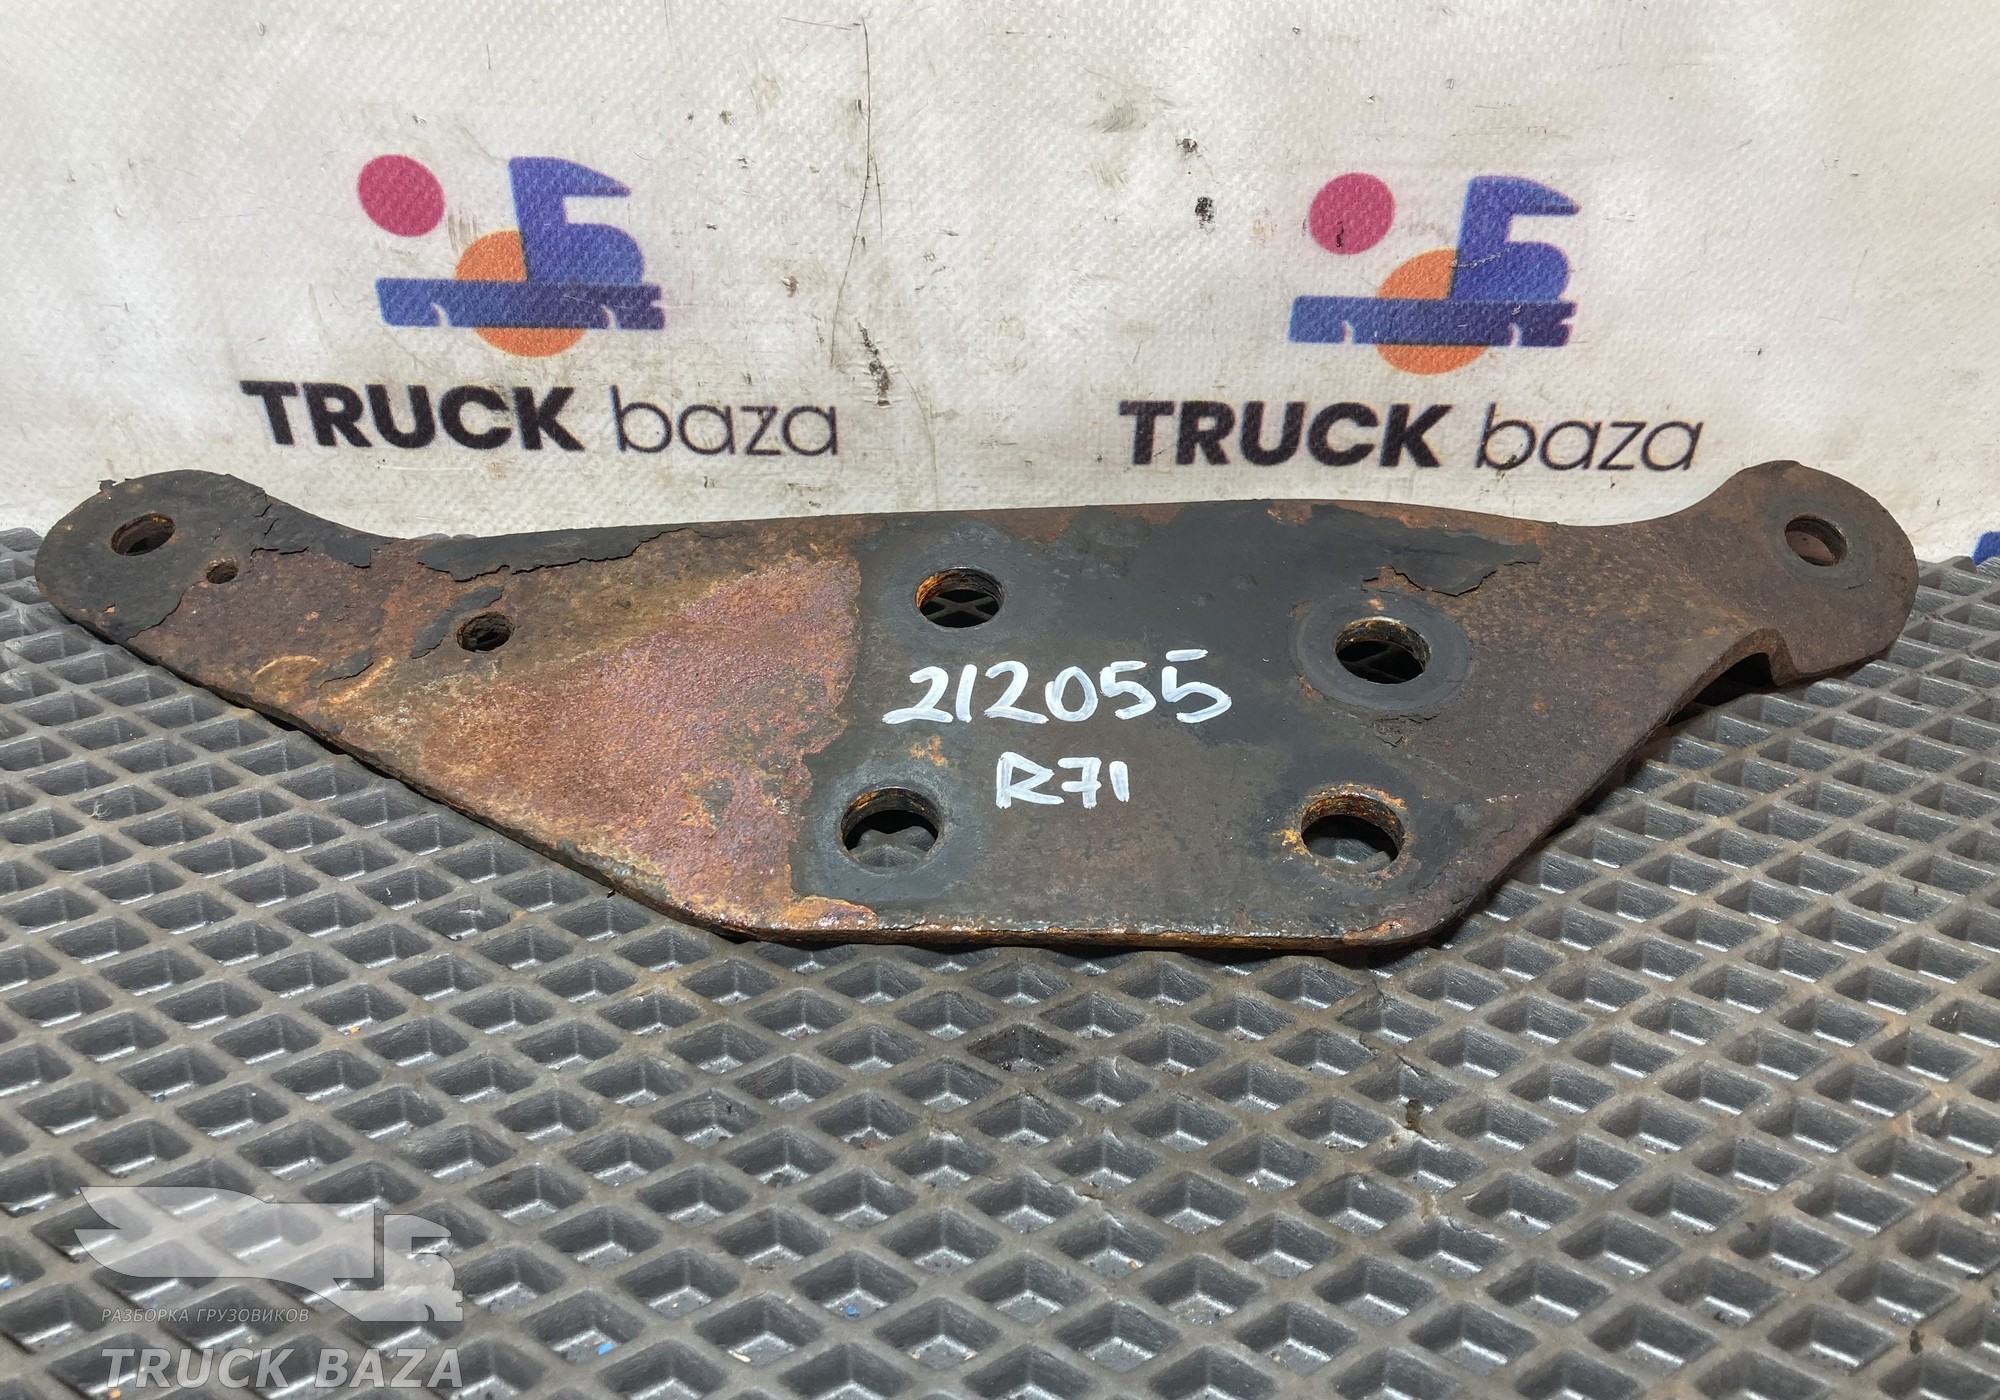 TRUCK baza
TRUCK baza
212055
R71
РАЗБОРКА ГРУЗОВИКОВ
TRUCK BAZA